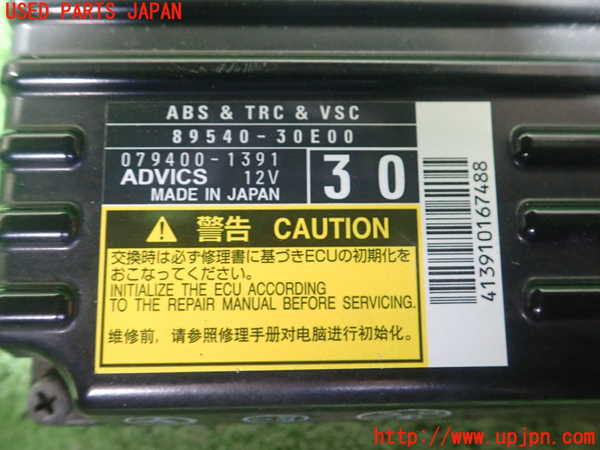 USED PARTS JAPAN
ABS & TRC & VSC
89540-30E00
079400-1391
ADVICS 12V
MADE IN JAPAN
30
413910167488
警告 CAUTION
交換時は必ず修理書に基づきECUの初期化を
おこなってください。
INITIALIZE THE ECU ACCORDING
TO THE REPAIR MANUAL BEFORE SERVICING.
维修前，请参照修理手册对电脑进行初始化。
(c) U-PARTS Co.,Ltd.
www.upjpn.com